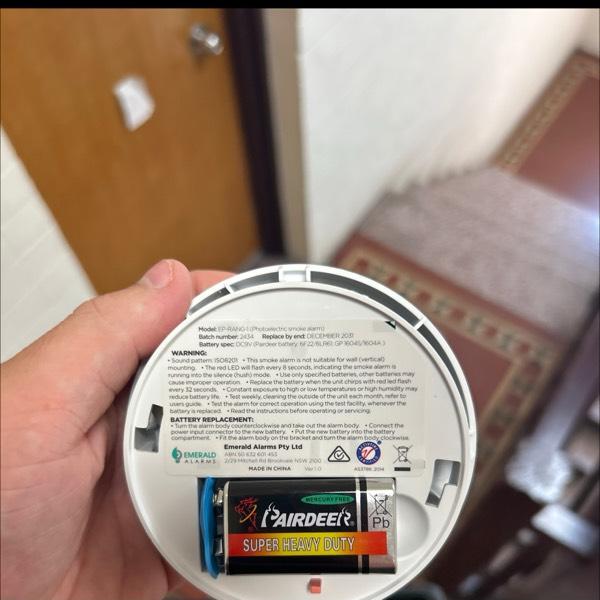 Model: EP-RANG-1 (Photoelectric smoke alarm)
Batch number: 2434 Replace by end: DECEMBER 2031
Battery spec: DC9V (Pairdeer battery: 6F22/6LR61; GP 1604S/1604A )
WARNING:
• Sound pattern: ISO8201 • This smoke alarm is not suitable for wall (vertical)
mounting. • The red LED will flash every 8 seconds, indicating the smoke alarm is
running into the silence (hush) mode. • Use only specified batteries, other batteries may
cause improper operation. • Replace the battery when the unit chirps with red led flash
every 32 seconds. • Constant exposure to high or low temperatures or high humidity may
reduce battery life. • Test weekly, cleaning the outside of the unit each month, refer to
users guide. • Test the alarm for correct operation using the test facility, whenever the
battery is replaced. • Read the instructions before operating or servicing.
BATTERY REPLACEMENT:
• Turn the alarm body counterclockwise and take out the alarm body. • Connect the
power input connector to the new battery. • Put the new battery into the battery
compartment. • Fit the alarm body on the bracket and turn the alarm body clockwise.
EMERALD
ALARMS
Emerald Alarms Pty Ltd
ABN 60 632 601 453
2/29 Mitchell Rd Brookvale NSW 2100
MADE IN CHINA Ver 1.0
AS3786: 2014
MERCURY FREE
PAIRDEER
Pb
SUPER HEAVY DUTY